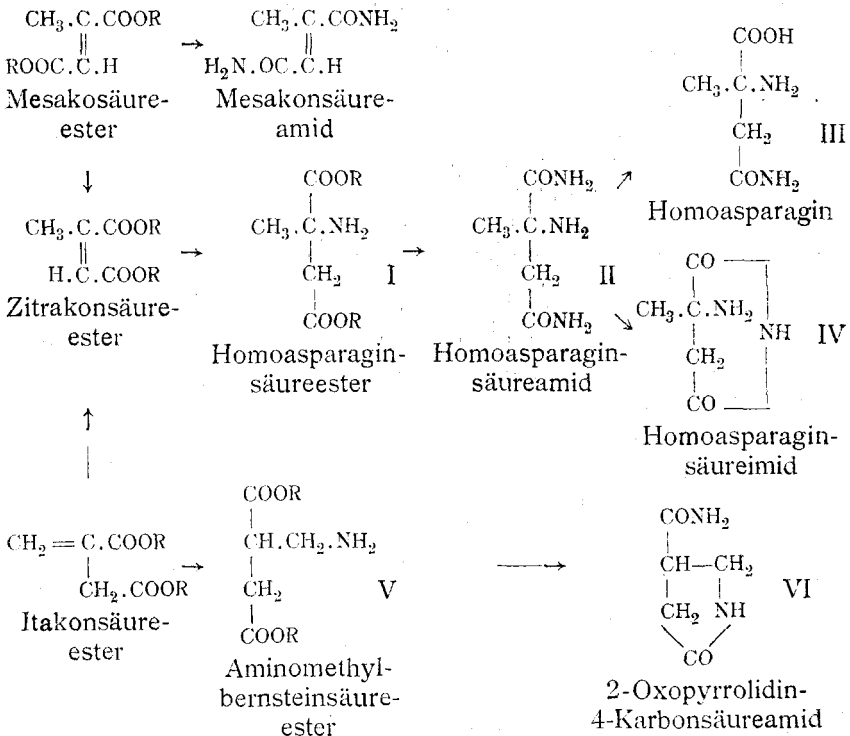 CH₃.C.COOR
ROOC.C.H
Mesakosäure-
ester
→
CH₃.C.CONH₂
H₂N.OC.C.H
Mesakonsäure-
amid
↓
CH₃.C.COOR
H.C.COOR
Zitrakonsäure-
ester
→
COOR
CH₃.C.NH₂
CH₂ I
COOR
Homoasparagin-
säureester
→
CONH₂
CH₃.C.NH₂
CH₂ II
CONH₂
Homoasparagin-
säureamid
↗
COOH
CH₃.C.NH₂
CH₂ III
CONH₂
Homoasparagin
↘
CO
CH₃.C.NH₂
NH IV
CH₂
CO
Homoasparagin-
säureimid
↑
CH₂=C.COOR
CH₂.COOR
Itakonsäure-
ester
→
COOR
CH.CH₂.NH₂
CH₂ V
COOR
Aminomethyl-
bernsteinsäure-
ester
→
CONH₂
CH—CH₂
CH₂ NH VI
CO
2-Oxopyrrolidin-
4-Karbonsäureamid